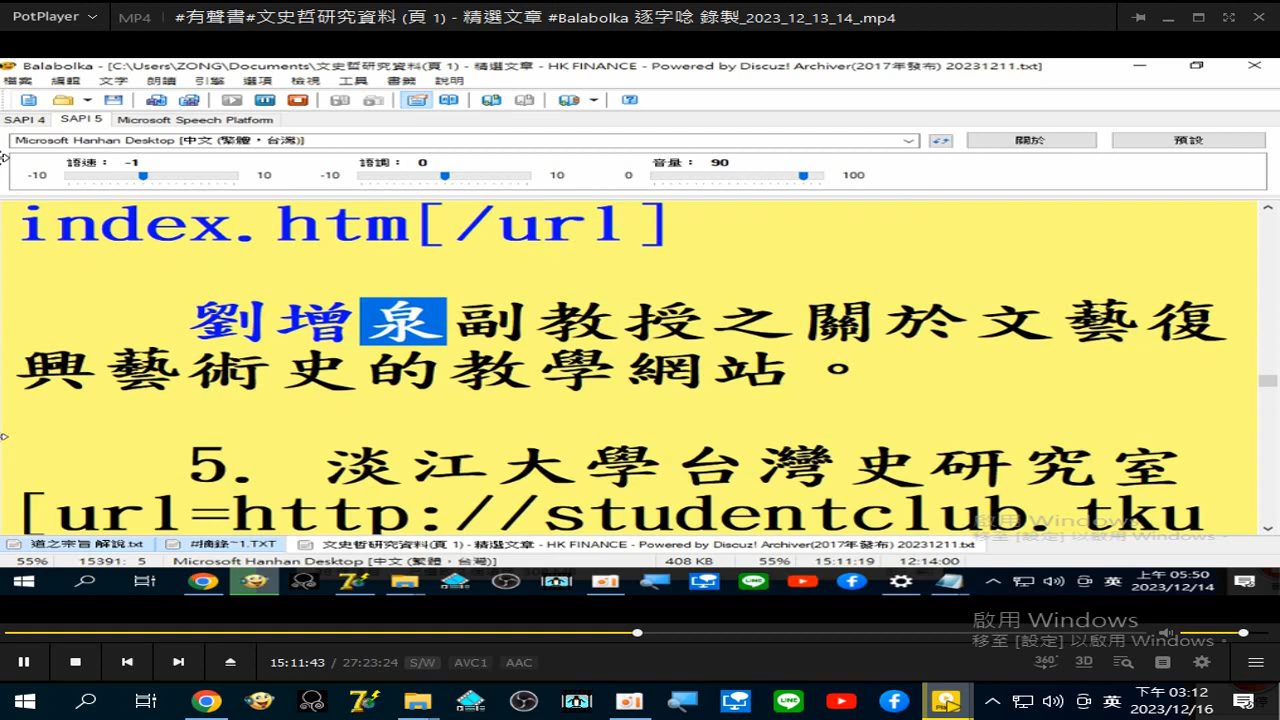 PotPlayer MP4 #有聲書#文史哲研究資料 (頁 1) - 精選文章 #Balabolka 逐字唸 錄製_2023_12_13_14_.mp4
Balabolka - [C:\Users\ZONG\Documents\文史哲研究資料(頁 1) - 精選文章 - HK FINANCE - Powered by Discuz! Archiver(2017年發布) 20231211.txt]
檔案 編輯 文字 朗讀 引擎 選項 檢視 工具 書籤 說明
SAPI 4 SAPI 5 Microsoft Speech Platform
Microsoft Hanhan Desktop [中文 (繁體，台灣)] 關於 預設
語速： -1 語調： 0 音量： 90
-10 10 -10 10 0 100
index.htm[/url]
劉增泉副教授之關於文藝復
興藝術史的教學網站。
5. 淡江大學台灣史研究室
[url=http://studentclub.tku
啟用 Windows
移至 [設定] 以啟用 Windows。
道之宗旨 解說.txt #摘錄~1.TXT 文史哲研究資料(頁 1) - 精選文章 - HK FINANCE - Powered by Discuz! Archiver(2017年發布) 20231211.txt
55% 15391: 5 Microsoft Hanhan Desktop [中文 (繁體，台灣)] 408 KB 55% 15:11:19 12:14:00
英 上午 05:50
2023/12/14
啟用 Windows
移至 [設定] 以啟用 Windows。
15:11:43 / 27:23:24 S/W AVC1 AAC 360° 3D
英 下午 03:12
2023/12/16